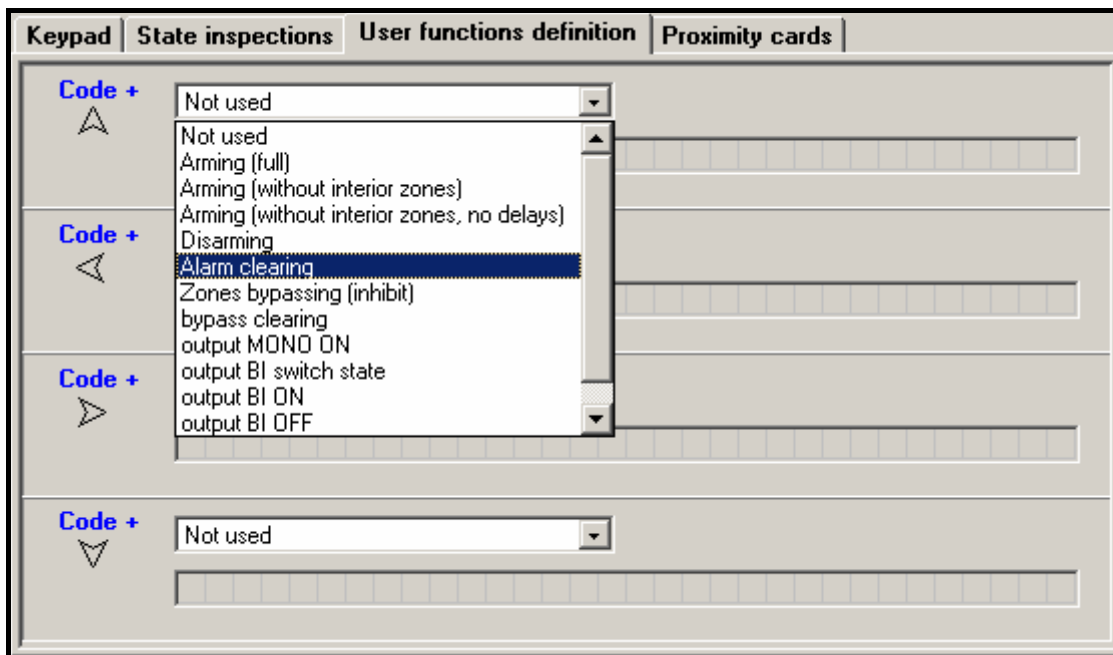 Keypad State inspections User functions definition Proximity cards
Code +
Not used
Not used
Arming (full)
Arming (without interior zones)
Arming (without interior zones, no delays)
Code +
Disarming
Alarm clearing
Zones bypassing (inhibit)
bypass clearing
output MONO ON
Code +
output BI switch state
output BI ON
output BI OFF
Code +
Not used